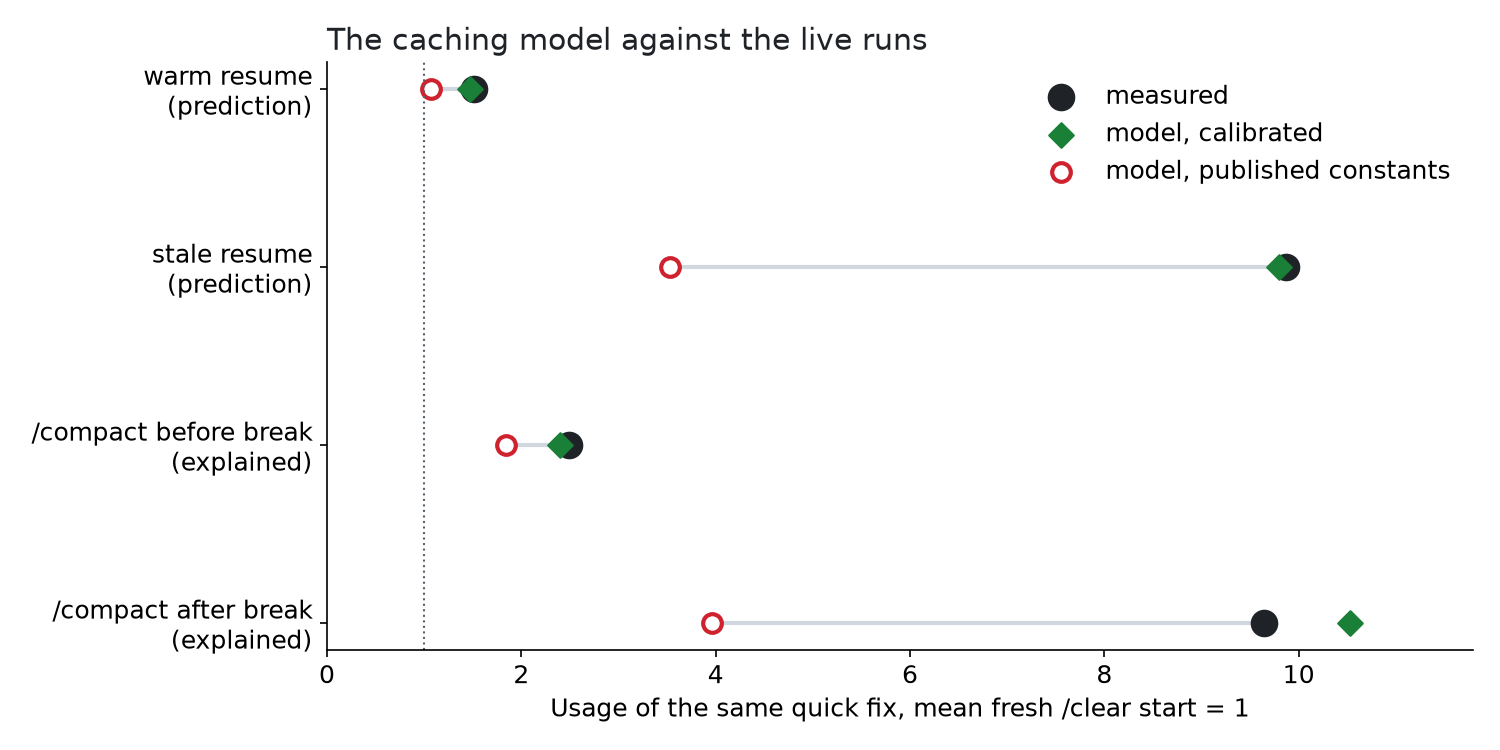 The caching model against the live runs
warm resume
(prediction)
stale resume
(prediction)
/compact before break
(explained)
/compact after break
(explained)
measured
model, calibrated
model, published constants
0 2 4 6 8 10
Usage of the same quick fix, mean fresh /clear start = 1